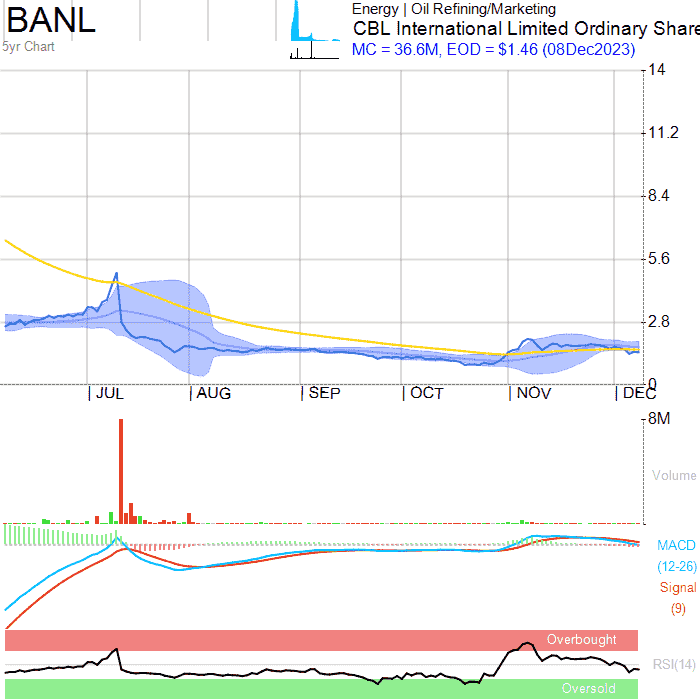 BANL
5yr Chart
Energy | Oil Refining/Marketing
CBL International Limited Ordinary Share
MC = 36.6M, EOD = $1.46 (08Dec2023)
14
11.2
8.4
5.6
2.8
0
JUL
AUG
SEP
OCT
NOV
DEC
8M
Volume
MACD
(12-26)
Signal
(9)
Overbought
RSI(14)
Oversold